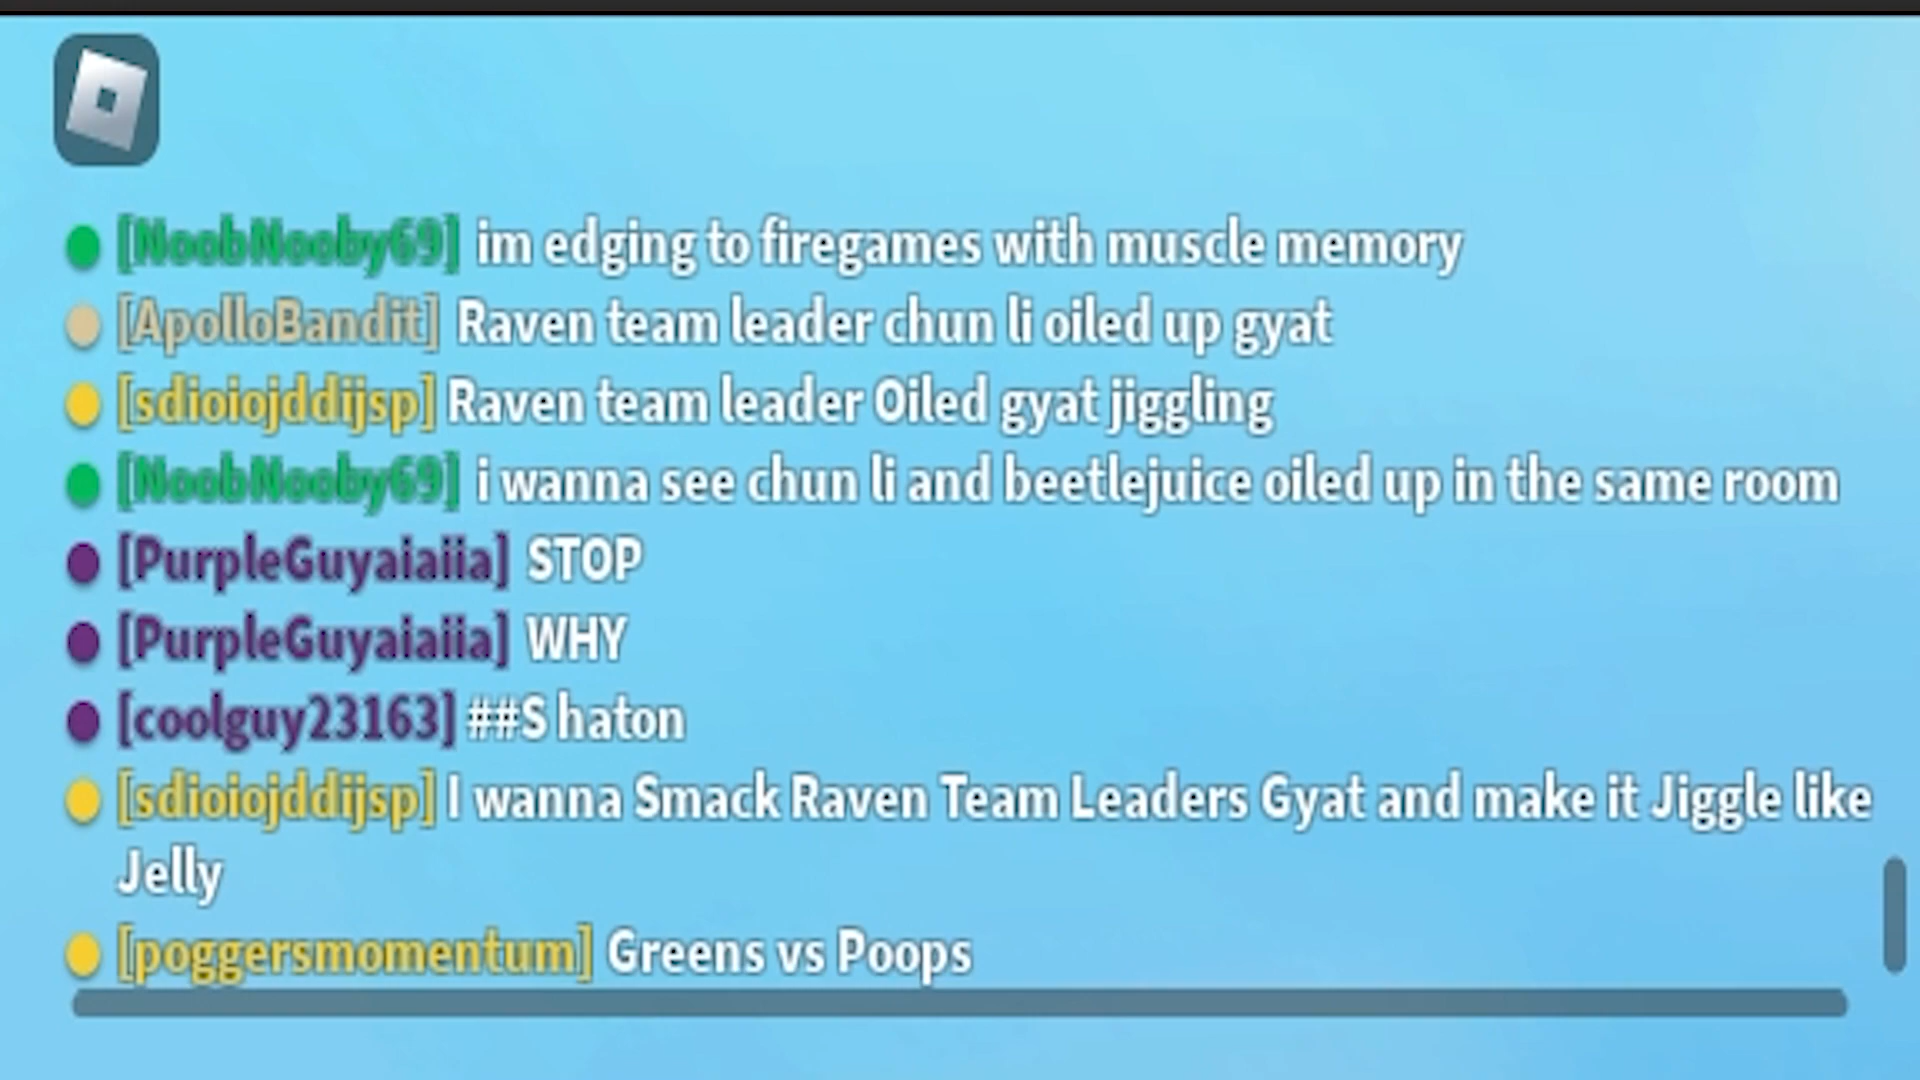 [NoobNooby69] im edging to firegames with muscle memory
[ApolloBandit] Raven team leader chun li oiled up gyat
[sdioiojddijsp] Raven team leader Oiled gyat jiggling
[NoobNooby69] i wanna see chun li and beetlejuice oiled up in the same room
[PurpleGuyaiaiia] STOP
[PurpleGuyaiaiia] WHY
[coolguy23163] ##S haton
[sdioiojddijsp] I wanna Smack Raven Team Leaders Gyat and make it Jiggle like
Jelly
[poggersmomentum] Greens vs Poops